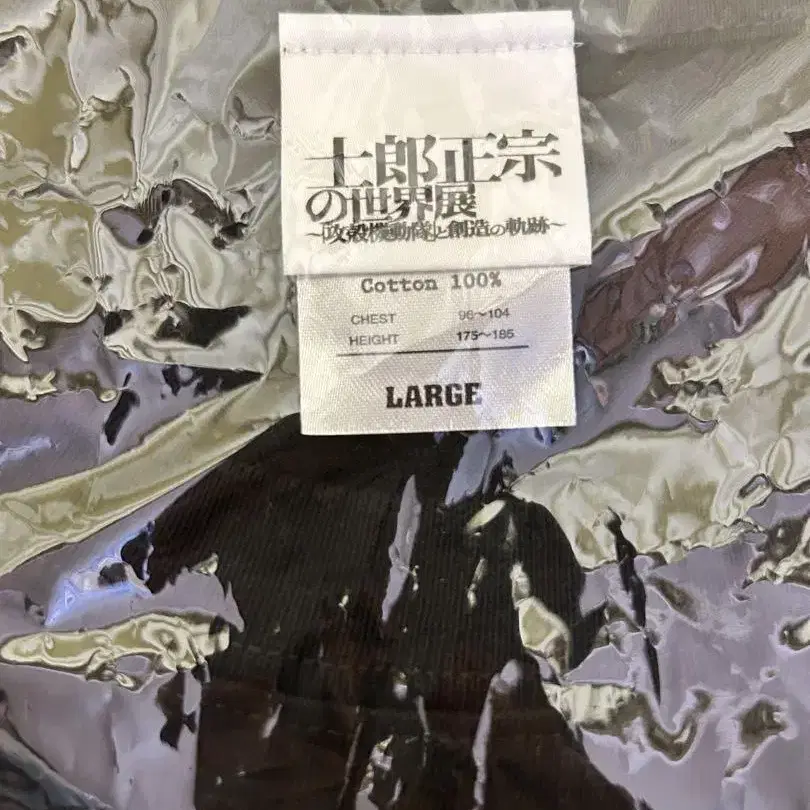 士郎正宗
の世界展
～「攻殻機動隊」と創造の軌跡～
Cotton 100%
CHEST 96～104
HEIGHT 175～185
LARGE